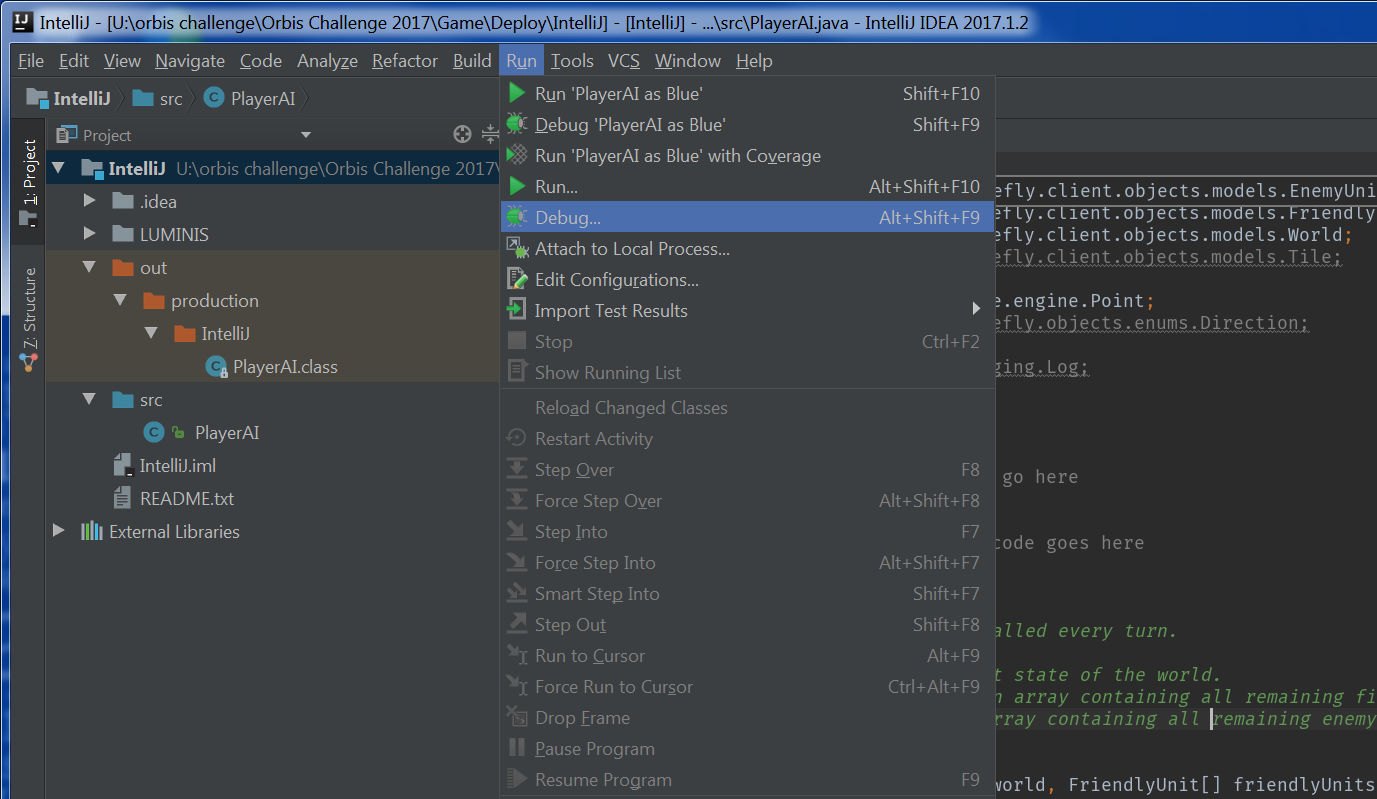 IntelliJ - [U:\orbis challenge\Orbis Challenge 2017\Game\Deploy\IntelliJ] - [IntelliJ] - ...\src\PlayerAI.java - IntelliJ IDEA 2017.1.2
File Edit View Navigate Code Analyze Refactor Build Run Tools VCS Window Help
IntelliJ src PlayerAI
Project
1: Project
Z: Structure
IntelliJ U:\orbis challenge\Orbis Challenge 2017\
.idea
LUMINIS
out
production
IntelliJ
PlayerAI.class
src
PlayerAI
IntelliJ.iml
README.txt
External Libraries
Run 'PlayerAI as Blue' Shift+F10
Debug 'PlayerAI as Blue' Shift+F9
Run 'PlayerAI as Blue' with Coverage
Run... Alt+Shift+F10
Debug... Alt+Shift+F9
Attach to Local Process...
Edit Configurations...
Import Test Results
Stop Ctrl+F2
Show Running List
Reload Changed Classes
Restart Activity
Step Over F8
Force Step Over Alt+Shift+F8
Step Into F7
Force Step Into Alt+Shift+F7
Smart Step Into Shift+F7
Step Out Shift+F8
Run to Cursor Alt+F9
Force Run to Cursor Ctrl+Alt+F9
Drop Frame
Pause Program
Resume Program F9
efly.client.objects.models.EnemyUni
efly.client.objects.models.Friendly
efly.client.objects.models.World;
efly.client.objects.models.Tile;
e.engine.Point;
efly.objects.enums.Direction;
ging.Log;
go here
code goes here
alled every turn.
t state of the world.
n array containing all remaining fi
rray containing all remaining enemy
world, FriendlyUnit[] friendlyUnits